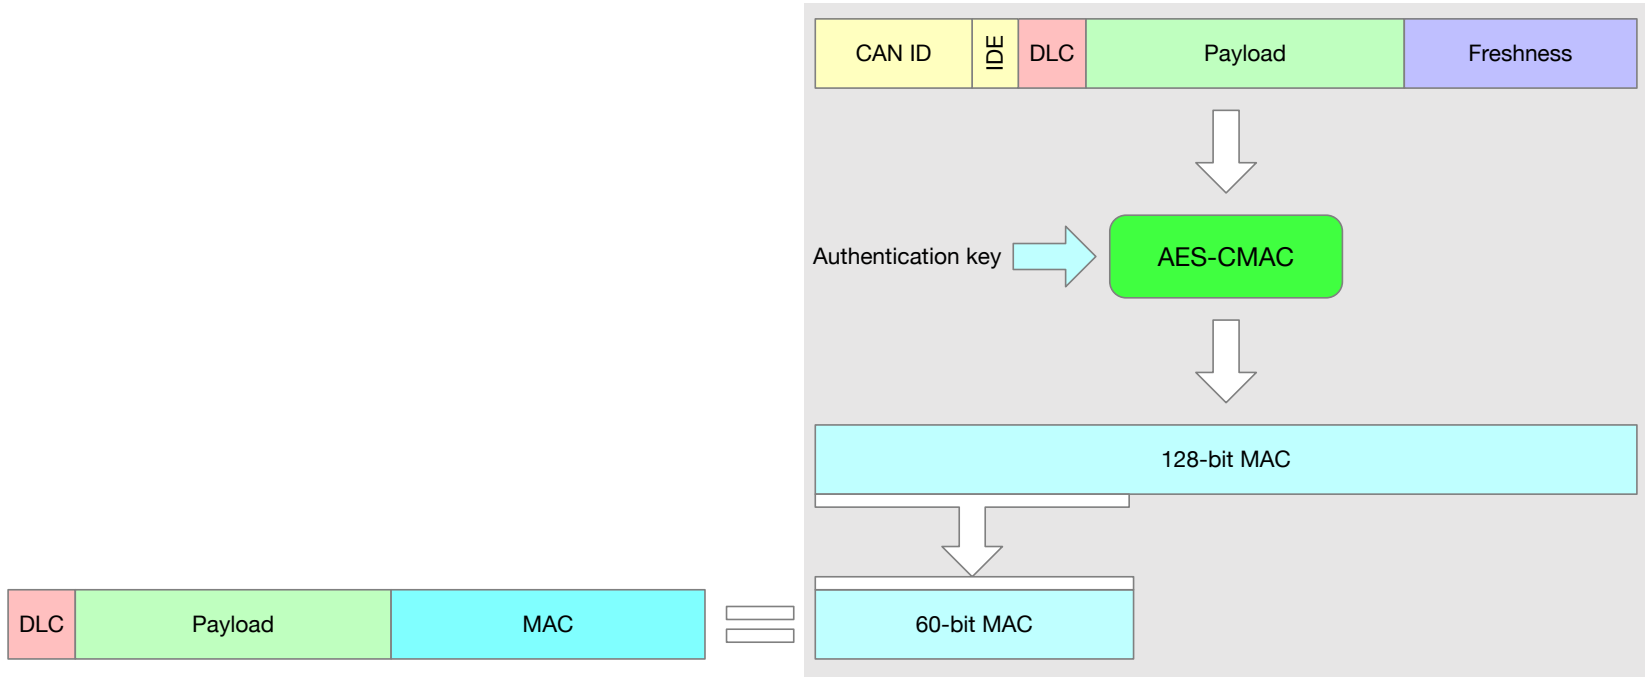 CAN ID IDE DLC Payload Freshness
Authentication key AES-CMAC
128-bit MAC
DLC Payload MAC 60-bit MAC